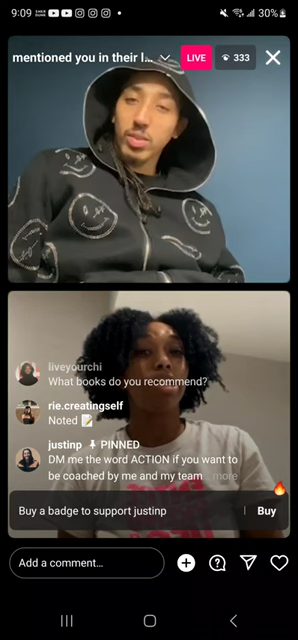 9:09
30%
mentioned you in their l...
LIVE
333
liveyourchi
What books do you recommend?
rie.creatingself
Noted 📝
justinp 📌 PINNED
DM me the word ACTION if you want to
be coached by me and my team ... more
Buy a badge to support justinp
Buy
Add a comment...